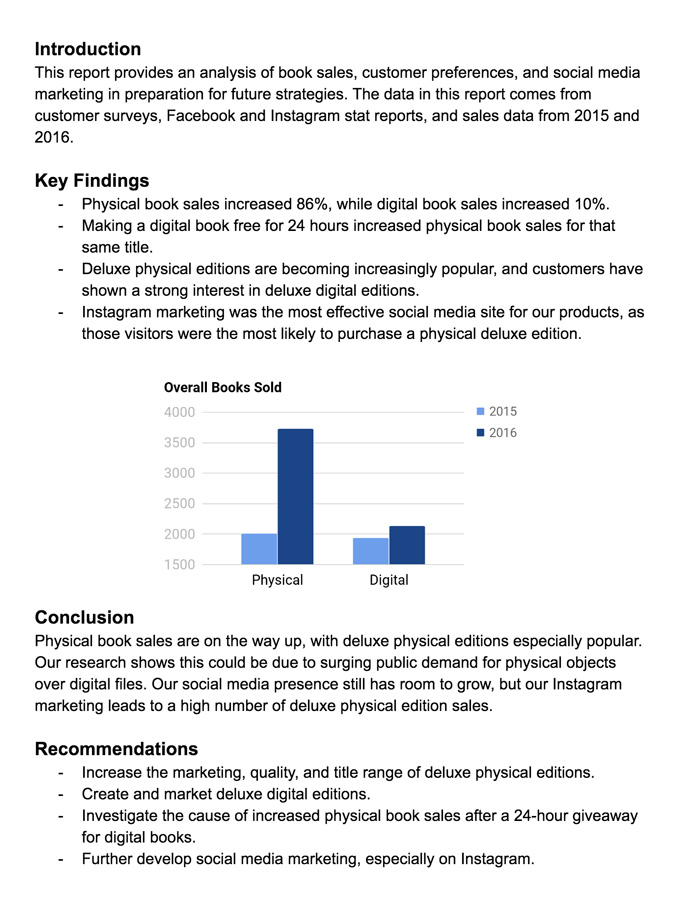 Introduction
This report provides an analysis of book sales, customer preferences, and social media
marketing in preparation for future strategies. The data in this report comes from
customer surveys, Facebook and Instagram stat reports, and sales data from 2015 and
2016.
Key Findings
- Physical book sales increased 86%, while digital book sales increased 10%.
- Making a digital book free for 24 hours increased physical book sales for that
same title.
- Deluxe physical editions are becoming increasingly popular, and customers have
shown a strong interest in deluxe digital editions.
- Instagram marketing was the most effective social media site for our products, as
those visitors were the most likely to purchase a physical deluxe edition.
Overall Books Sold
4000
3500
3000
2500
2000
1500
Physical
Digital
2015
2016
Conclusion
Physical book sales are on the way up, with deluxe physical editions especially popular.
Our research shows this could be due to surging public demand for physical objects
over digital files. Our social media presence still has room to grow, but our Instagram
marketing leads to a high number of deluxe physical edition sales.
Recommendations
- Increase the marketing, quality, and title range of deluxe physical editions.
- Create and market deluxe digital editions.
- Investigate the cause of increased physical book sales after a 24-hour giveaway
for digital books.
- Further develop social media marketing, especially on Instagram.